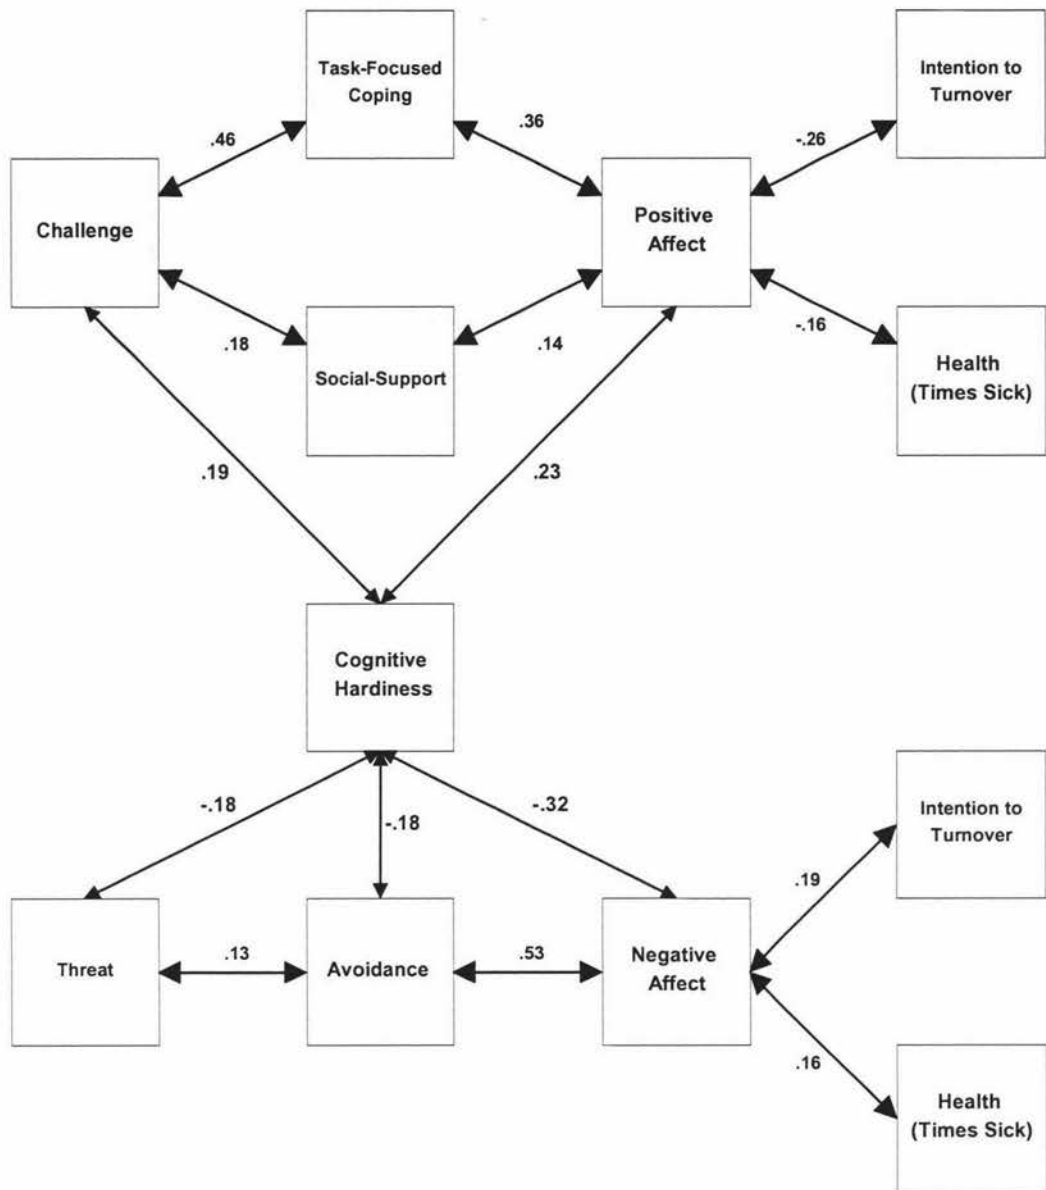 Task-Focused
Coping
Intention to
Turnover
.46
.36
-.26
Challenge
Positive
Affect
.18
.14
-.16
Social-Support
Health
(Times Sick)
.19
.23
Cognitive
Hardiness
-.18
-.18
-.32
Intention to
Turnover
.19
Threat
.13
Avoidance
.53
Negative
Affect
.16
Health
(Times Sick)